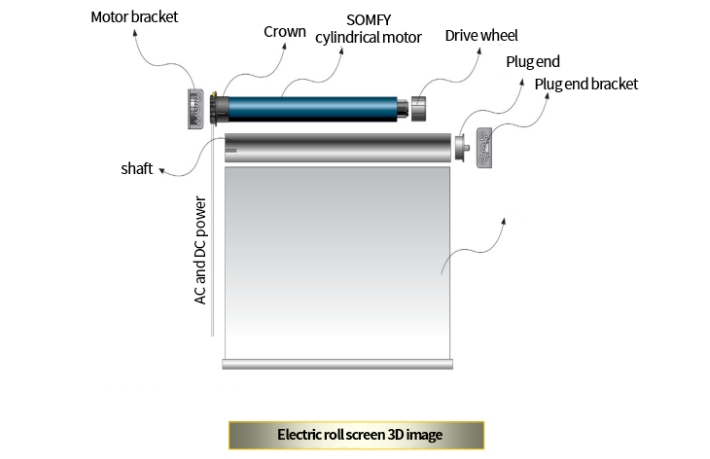 Motor bracket
Crown
SOMFY
cylindrical motor
Drive wheel
Plug end
Plug end bracket
shaft
AC and DC power
Electric roll screen 3D image